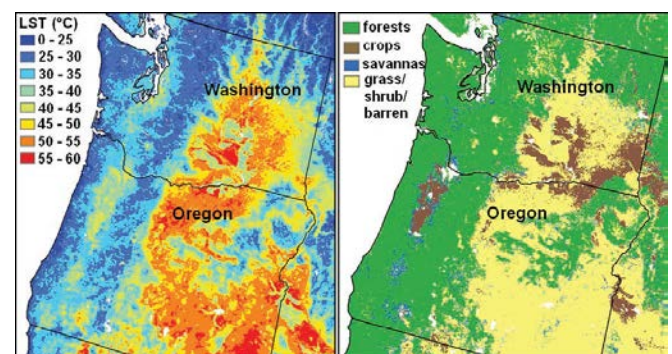 LST (°C)
0 - 25
25 - 30
30 - 35
35 - 40
40 - 45
45 - 50
50 - 55
55 - 60
Washington
Oregon
forests
crops
savannas
grass/
shrub/
barren
Washington
Oregon